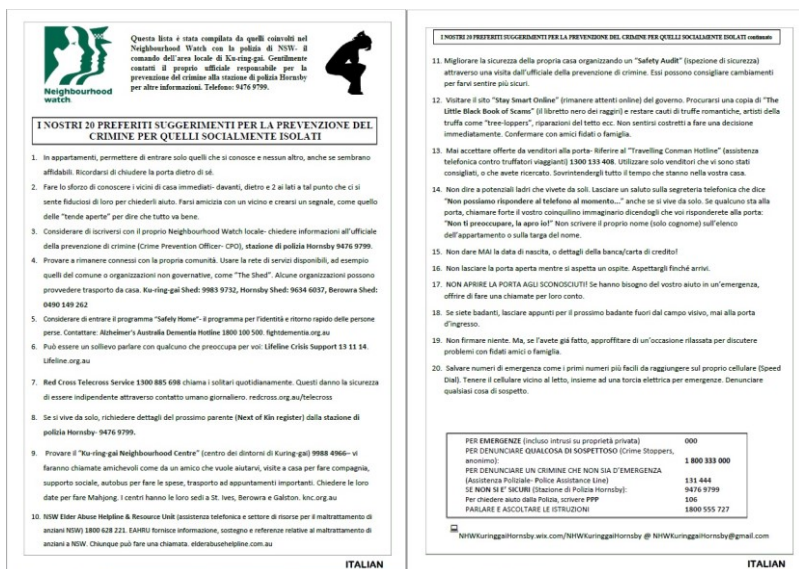 Neighbourhood
watch
Questa lista è stata compilata da quelli coinvolti nel
Neighbourhood Watch con la polizia di NSW- il
comando dell'area locale di Ku-ring-gai. Gentilmente
contatti il proprio ufficiale responsabile per la
prevenzione del crimine alla stazione di polizia Hornsby
per altre informazioni. Telefono: 9476 9799.
I NOSTRI 20 PREFERITI SUGGERIMENTI PER LA PREVENZIONE DEL
CRIMINE PER QUELLI SOCIALMENTE ISOLATI
1. In appartamenti, permettere di entrare solo quelli che si conosce e nessun altro, anche se sembrano
affidabili. Ricordarsi di chiudere la porta dietro di sé.
2. Fare lo sforzo di conoscere i vicini di casa immediati- davanti, dietro e 2 ai lati a tal punto che ci si
sente fiduciosi di loro per chiederli aiuto. Farsi amicizia con un vicino e crearsi un segnale, come quello
delle "tende aperte" per dire che tutto va bene.
3. Considerare di iscriversi con il proprio Neighbourhood Watch locale- chiedere informazioni all'ufficiale
della prevenzione di crimine (Crime Prevention Officer- CPO), stazione di polizia Hornsby 9476 9799.
4. Provare a rimanere connessi con la propria comunità. Usare la rete di servizi disponibili, ad esempio
quelli del comune o organizzazioni non governative, come "The Shed". Alcune organizzazioni possono
provvedere trasporto da casa. Ku-ring-gai Shed: 9983 9732, Hornsby Shed: 9634 6037, Berowra Shed:
0490 149 262
5. Considerare di entrare il programma "Safely Home"- il programma per l'identità e ritorno rapido delle persone
perse. Contattare: Alzheimer's Australia Dementia Hotline 1800 100 500. fightdementia.org.au
6. Può essere un sollievo parlare con qualcuno che preoccupa per voi: Lifeline Crisis Support 13 11 14.
Lifeline.org.au
7. Red Cross Telecross Service 1300 885 698 chiama i solitari quotidianamente. Questi danno la sicurezza
di essere indipendente attraverso contatto umano giornaliero. redcross.org.au/telecross
8. Se si vive da solo, richiedere dettagli del prossimo parente (Next of Kin register) dalla stazione di
polizia Hornsby- 9476 9799.
9. Provare il "Ku-ring-gai Neighbourhood Centre" (centro dei dintorni di Kuring-gai) 9988 4966– vi
faranno chiamate amichevoli come da un amico che vuole aiutarvi, visite a casa per fare compagnia,
supporto sociale, autobus per fare le spese, trasporto ad appuntamenti importanti. Chiedere le loro
date per fare Mahjong. I centri hanno le loro sedi a St. Ives, Berowra e Galston. knc.org.au
10. NSW Elder Abuse Helpline & Resource Unit (assistenza telefonica e settore di risorse per il maltrattamento di
anziani NSW) 1800 628 221. EAHRU fornisce informazione, sostegno e referenze relative al maltrattamento di
anziani a NSW. Chiunque può fare una chiamata. elderabusehelpline.com.au
ITALIAN
I NOSTRI 20 PREFERITI SUGGERIMENTI PER LA PREVENZIONE DEL CRIMINE PER QUELLI SOCIALMENTE ISOLATI continuato
11. Migliorare la sicurezza della propria casa organizzando un "Safety Audit" (ispezione di sicurezza)
attraverso una visita dall'ufficiale della prevenzione di crimine. Essi possono consigliare cambiamenti
per farvi sentire più sicuri.
12. Visitare il sito "Stay Smart Online" (rimanere attenti online) del governo. Procurarsi una copia di "The
Little Black Book of Scams" (il libretto nero dei raggiri) e restare cauti di truffe romantiche, artisti della
truffa come "tree-loppers", riparazioni del tetto ecc. Non sentirsi costretti a fare una decisione
immediatamente. Confermare con amici fidati o famiglia.
13. Mai accettare offerte da venditori alla porta- Riferire al "Travelling Conman Hotline" (assistenza
telefonica contro truffatori viaggianti) 1300 133 408. Utilizzare solo venditori che vi sono stati
consigliati, o che avete ricercato. Sovrintendergli tutto il tempo che stanno nella vostra casa.
14. Non dire a potenziali ladri che vivete da soli. Lasciare un saluto sulla segreteria telefonica che dice
"Non possiamo rispondere al telefono al momento..." anche se si vive da solo. Se qualcuno sta alla
porta, chiamare forte il vostro coinquilino immaginario dicendogli che voi risponderete alla porta:
"Non ti preoccupare, la apro io!" Non scrivere il proprio nome (solo cognome) sull'elenco
dell'appartamento o sulla targa del nome.
15. Non dare MAI la data di nascita, o dettagli della banca/carta di credito!
16. Non lasciare la porta aperta mentre si aspetta un ospite. Aspettargli finché arrivi.
17. NON APRIRE LA PORTA AGLI SCONOSCIUTI! Se hanno bisogno del vostro aiuto in un'emergenza,
offrire di fare una chiamate per loro conto.
18. Se siete badanti, lasciare appunti per il prossimo badante fuori dal campo visivo, mai alla porta
d'ingresso.
19. Non firmare niente. Ma, se l'avete già fatto, approffitare di un'occasione rilassata per discutere
problemi con fidati amici o famiglia.
20. Salvare numeri di emergenza come i primi numeri più facili da raggiungere sul proprio cellulare (Speed
Dial). Tenere il cellulare vicino al letto, insieme ad una torcia elettrica per emergenze. Denunciare
qualsiasi cosa di sospetto.
PER EMERGENZE (incluso intrusi su proprietà privata) 000
PER DENUNCIARE QUALCOSA DI SOSPETTO (Crime Stoppers,
anonimo): 1 800 333 000
PER DENUNCIARE UN CRIMINE CHE NON SIA D'EMERGENZA
(Assistenza Poliziale- Police Assistance Line) 131 444
SE NON SI E' SICURI (Stazione di Polizia Hornsby): 9476 9799
Per chiedere aiuto dalla Polizia, scrivere PPP 106
PARLARE E ASCOLTARE LE ISTRUZIONI 1800 555 727
NHWKuringgaiHornsby.wix.com/NHWKuringgaiHornsby @ NHWKuringgaiHornsby@gmail.com
ITALIAN